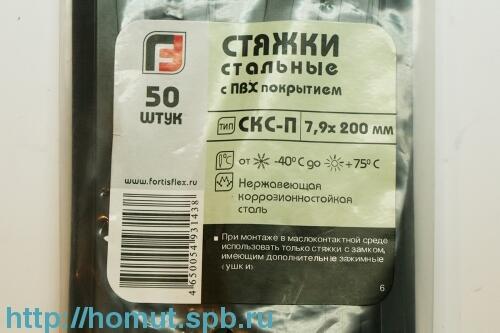 F
50
ШТУК
www.fortisflex.ru
4650054931438
СТЯЖКИ
СТАЛЬНЫЕ
с ПВХ покрытием
ТИП СКС-П 7,9х 200 мм
от -40°С до +75°С
Нержавеющая
коррозионностойкая
сталь
При монтаже в маслоконтактной среде
использовать только стяжки с замком,
имеющим дополнительные зажимные
(ушки)
6
http://homut.spb.ru